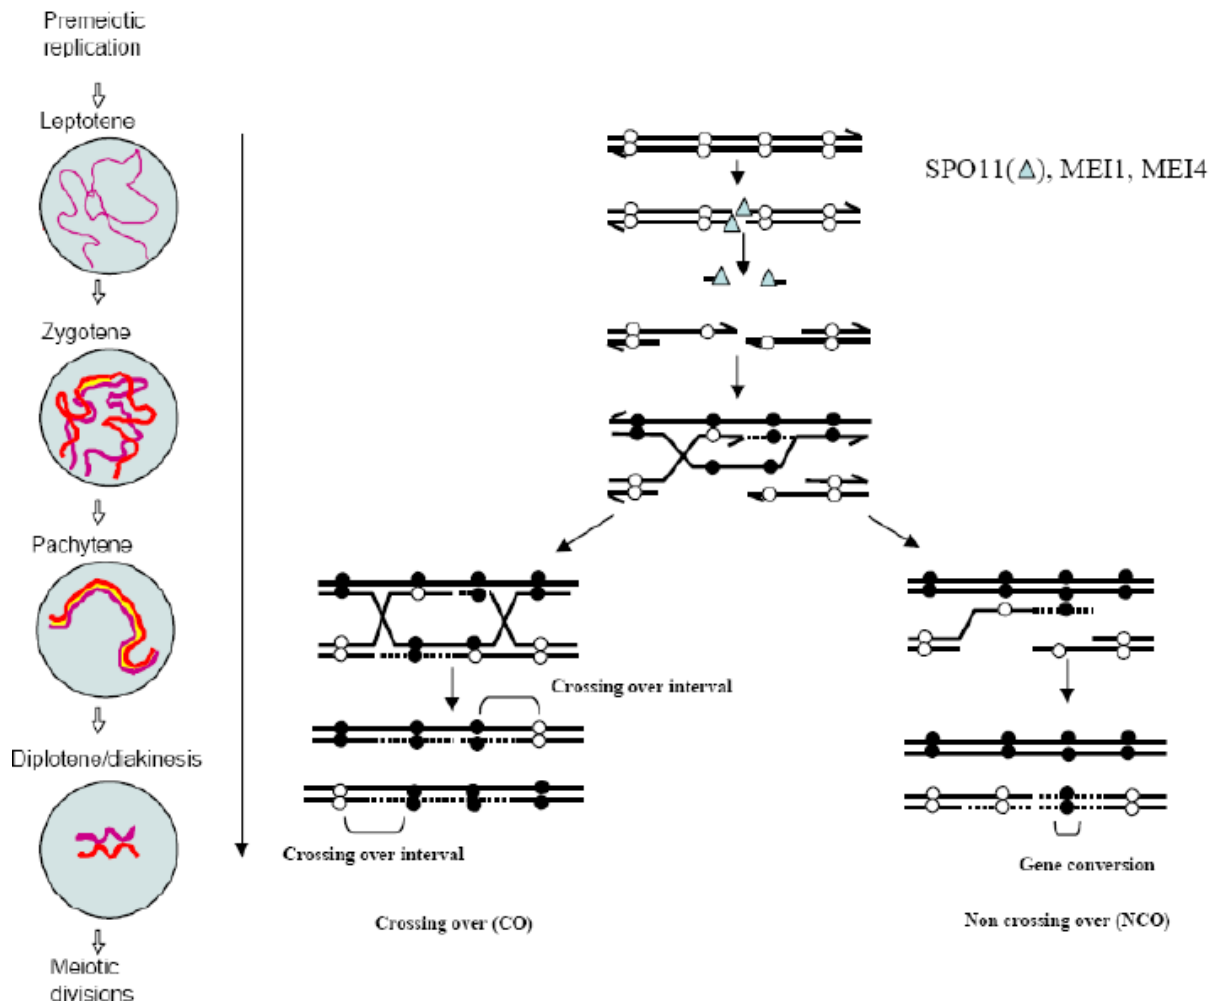 Premeiotic
replication
Leptotene
Zygotene
Pachytene
Diplotene/diakinesis
Meiotic
divisions
SPO11(△), MEI1, MEI4
Crossing over interval
Crossing over interval
Crossing over (CO)
Gene conversion
Non crossing over (NCO)